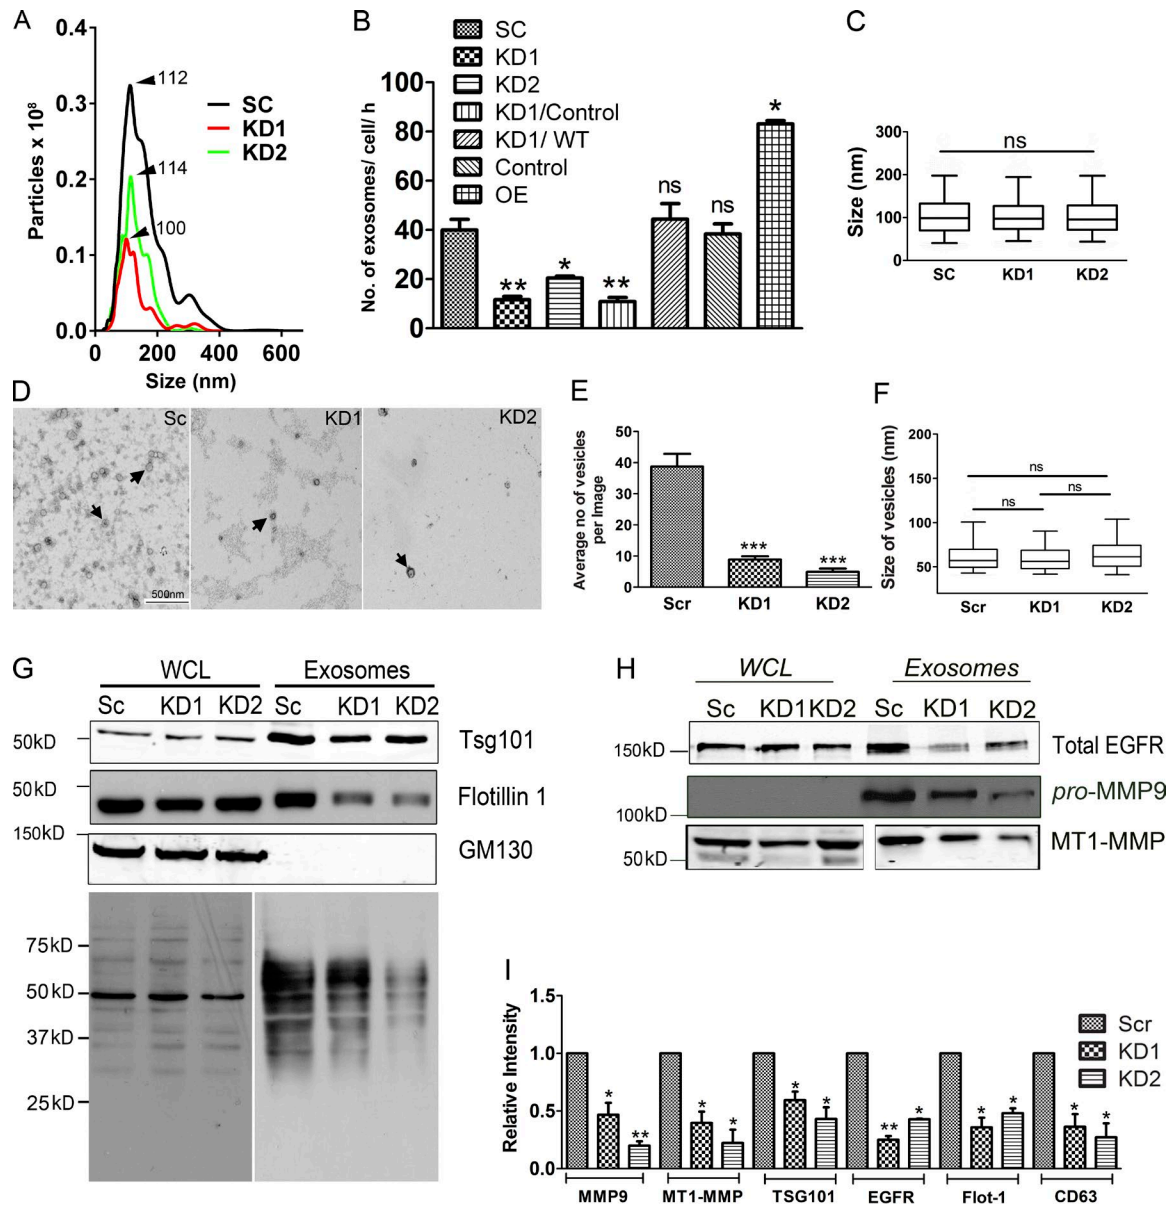 A
0.4
0.3
0.2
0.1
0.0
Particles x 10⁸
112
114
100
SC
KD1
KD2
0 200 400 600
Size (nm)
B
SC
KD1
KD2
KD1/Control
KD1/ WT
Control
OE
100
80
60
40
20
0
No. of exosomes/ cell/ h
** * ** ns ns *
C
300
200
100
0
Size (nm)
ns
SC KD1 KD2
D
Sc KD1 KD2
500nm
E
50
40
30
20
10
0
Average no of vesicles
per Image
*** ***
Scr KD1 KD2
F
200
150
100
50
Size of vesicles (nm)
ns
ns ns
Scr KD1 KD2
G
WCL Exosomes
Sc KD1 KD2 Sc KD1 KD2
50kD Tsg101
50kD Flotillin 1
150kD GM130
75kD
50kD
37kD
25kD
H
WCL Exosomes
Sc KD1KD2 Sc KD1 KD2
150kD Total EGFR
pro-MMP9
100kD
50kD MT1-MMP
I
1.5
1.0
0.5
0.0
Relative Intensity
Scr
KD1
KD2
* ** * * * * ** * * * * *
MMP9 MT1-MMP TSG101 EGFR Flot-1 CD63